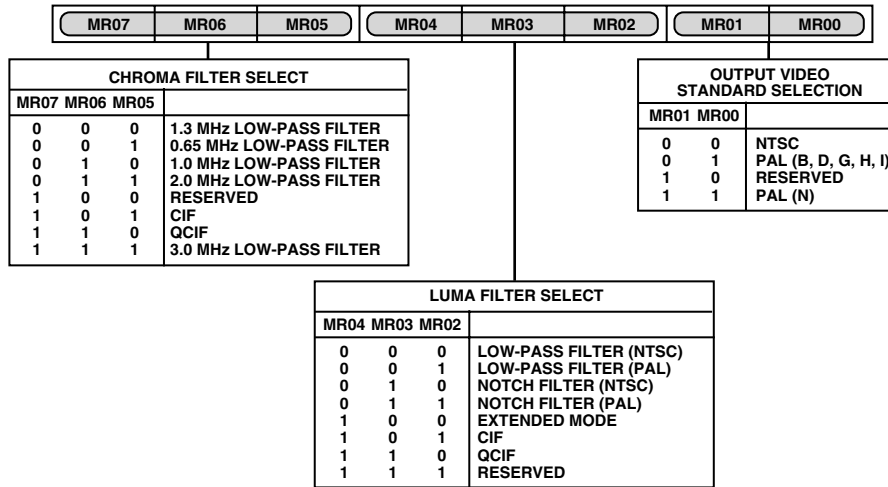 MR07 MR06 MR05 MR04 MR03 MR02 MR01 MR00
CHROMA FILTER SELECT
MR07 MR06 MR05
0 0 0 1.3 MHz LOW-PASS FILTER
0 0 1 0.65 MHz LOW-PASS FILTER
0 1 0 1.0 MHz LOW-PASS FILTER
0 1 1 2.0 MHz LOW-PASS FILTER
1 0 0 RESERVED
1 0 1 CIF
1 1 0 QCIF
1 1 1 3.0 MHz LOW-PASS FILTER
OUTPUT VIDEO
STANDARD SELECTION
MR01 MR00
0 0 NTSC
0 1 PAL (B, D, G, H, I)
1 0 RESERVED
1 1 PAL (N)
LUMA FILTER SELECT
MR04 MR03 MR02
0 0 0 LOW-PASS FILTER (NTSC)
0 0 1 LOW-PASS FILTER (PAL)
0 1 0 NOTCH FILTER (NTSC)
0 1 1 NOTCH FILTER (PAL)
1 0 0 EXTENDED MODE
1 0 1 CIF
1 1 0 QCIF
1 1 1 RESERVED